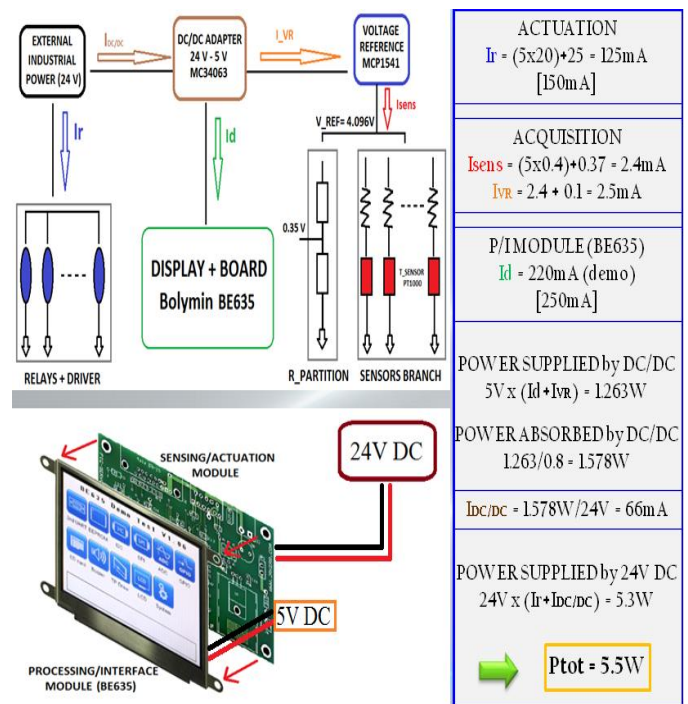 EXTERNAL
INDUSTRIAL
POWER (24 V)
IDC/DC
DC/DC ADAPTER
24 V - 5 V
MC34063
I_VR
VOLTAGE
REFERENCE
MCP1541
Ir
Id
Isens
V_REF= 4.096V
0.35 V
DISPLAY + BOARD
Bolymin BE635
T_SENSOR
PT1000
RELAYS + DRIVER
R_PARTITION
SENSORS BRANCH
SENSING/ACTUATION
MODULE
24V DC
5V DC
BE635 Demo Test V1.06
PROCESSING/INTERFACE
MODULE (BE635)
ACTUATION
Ir = (5x20)+25 = 125mA
[150mA]
ACQUISITION
Isens = (5x0.4)+0.37 = 2.4mA
IVR = 2.4 + 0.1 = 2.5mA
P/I MODULE (BE635)
Id = 220mA (demo)
[250mA]
POWER SUPPLIED by DC/DC
5V x (Id+IVR) = 1.263W
POWER ABSORBED by DC/DC
1.263/0.8 = 1.578W
IDC/DC = 1.578W/24V = 66mA
POWER SUPPLIED by 24V DC
24V x (Ir+IDC/DC) = 5.3W
Ptot = 5.5W